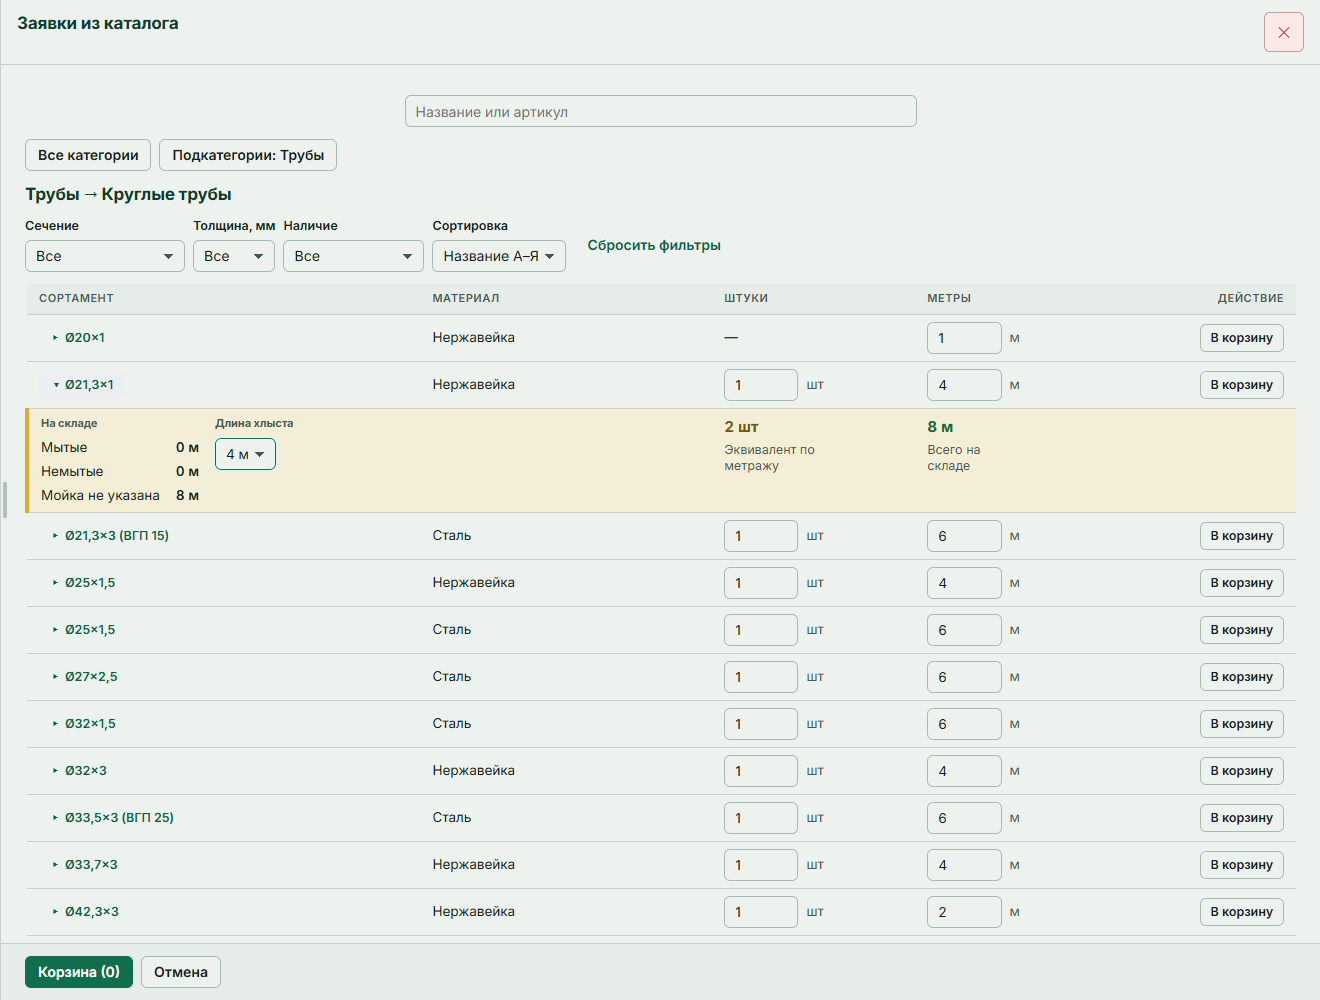 Заявки из каталога
Название или артикул
Все категории Подкатегории: Трубы
Трубы → Круглые трубы
Сечение Толщина, мм Наличие Сортировка
Все Все Все Название А–Я Сбросить фильтры
СОРТАМЕНТ МАТЕРИАЛ ШТУКИ МЕТРЫ ДЕЙСТВИЕ
Ø20×1 Нержавейка — 1 м В корзину
Ø21,3×1 Нержавейка 1 шт 4 м В корзину
На складе Длина хлыста 2 шт 8 м
Мытые 0 м 4 м Эквивалент по метражу Всего на складе
Немытые 0 м
Мойка не указана 8 м
Ø21,3×3 (ВГП 15) Сталь 1 шт 6 м В корзину
Ø25×1,5 Нержавейка 1 шт 4 м В корзину
Ø25×1,5 Сталь 1 шт 6 м В корзину
Ø27×2,5 Сталь 1 шт 6 м В корзину
Ø32×1,5 Сталь 1 шт 6 м В корзину
Ø32×3 Нержавейка 1 шт 4 м В корзину
Ø33,5×3 (ВГП 25) Сталь 1 шт 6 м В корзину
Ø33,7×3 Нержавейка 1 шт 4 м В корзину
Ø42,3×3 Нержавейка 1 шт 2 м В корзину
Корзина (0) Отмена